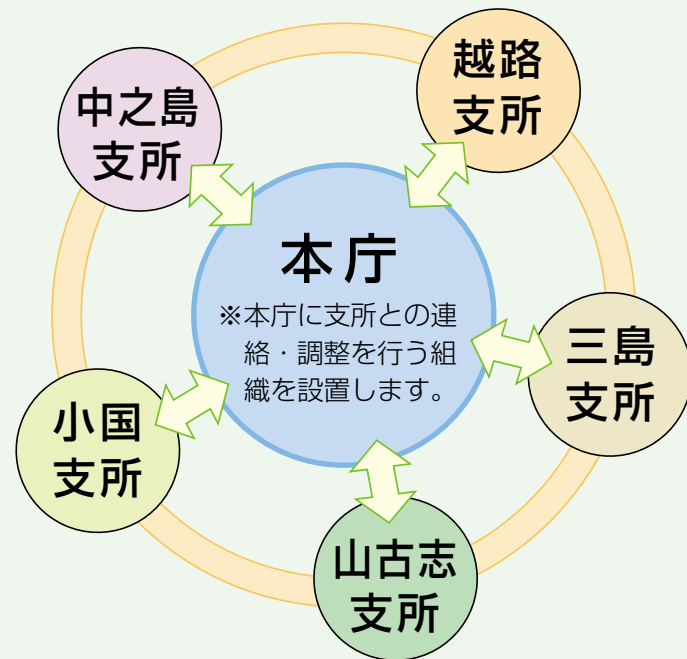 越路
支所
中之島
支所
本庁
※本庁に支所との連
絡・調整を行う組
織を設置します。
三島
支所
小国
支所
山古志
支所